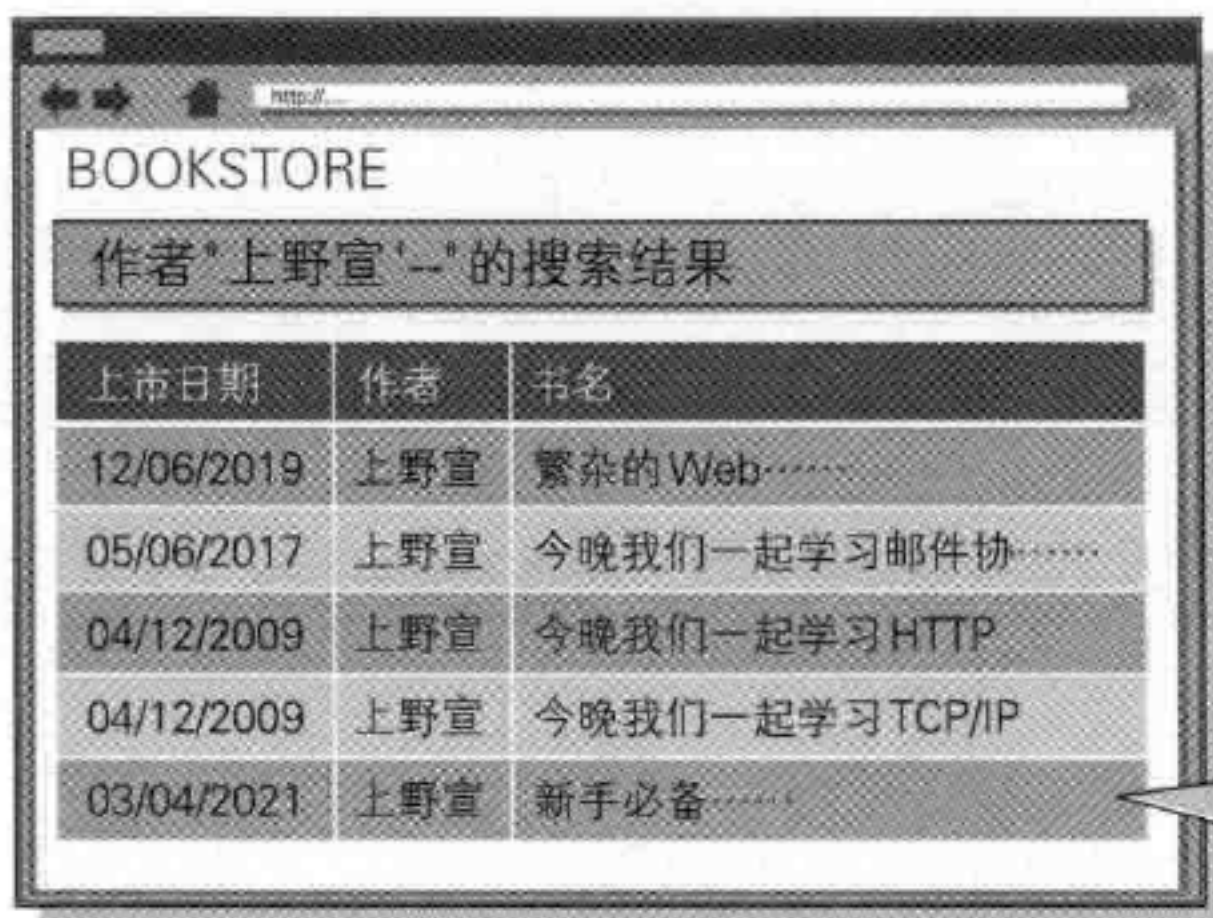 http://.....
BOOKSTORE
作者"上野宣'--"的搜索结果
上市日期 作者 书名
12/06/2019 上野宣 繁杂的Web……
05/06/2017 上野宣 今晚我们一起学习邮件协……
04/12/2009 上野宣 今晚我们一起学习HTTP
04/12/2009 上野宣 今晚我们一起学习TCP/IP
03/04/2021 上野宣 新手必备……